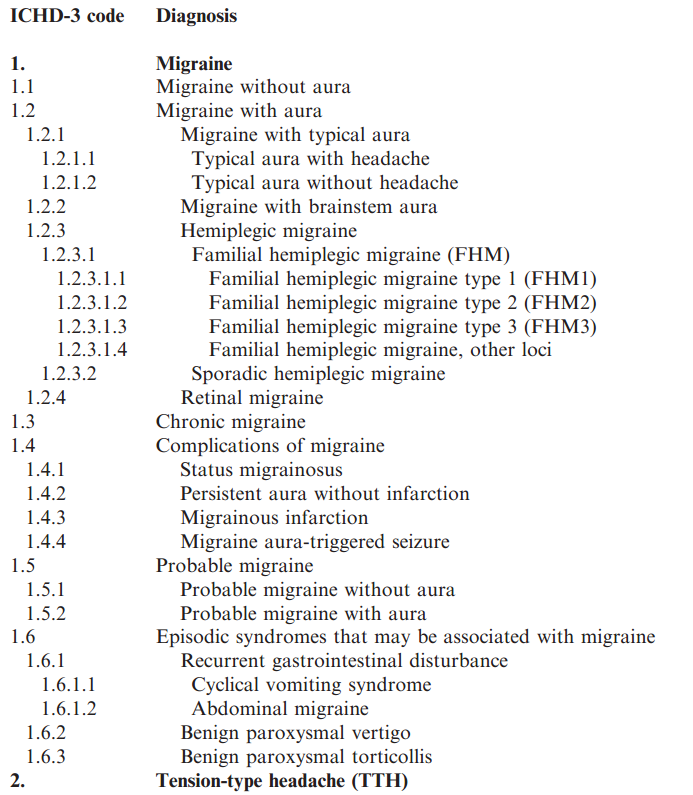 ICHD-3 code Diagnosis
1. Migraine
1.1 Migraine without aura
1.2 Migraine with aura
1.2.1 Migraine with typical aura
1.2.1.1 Typical aura with headache
1.2.1.2 Typical aura without headache
1.2.2 Migraine with brainstem aura
1.2.3 Hemiplegic migraine
1.2.3.1 Familial hemiplegic migraine (FHM)
1.2.3.1.1 Familial hemiplegic migraine type 1 (FHM1)
1.2.3.1.2 Familial hemiplegic migraine type 2 (FHM2)
1.2.3.1.3 Familial hemiplegic migraine type 3 (FHM3)
1.2.3.1.4 Familial hemiplegic migraine, other loci
1.2.3.2 Sporadic hemiplegic migraine
1.2.4 Retinal migraine
1.3 Chronic migraine
1.4 Complications of migraine
1.4.1 Status migrainosus
1.4.2 Persistent aura without infarction
1.4.3 Migrainous infarction
1.4.4 Migraine aura-triggered seizure
1.5 Probable migraine
1.5.1 Probable migraine without aura
1.5.2 Probable migraine with aura
1.6 Episodic syndromes that may be associated with migraine
1.6.1 Recurrent gastrointestinal disturbance
1.6.1.1 Cyclical vomiting syndrome
1.6.1.2 Abdominal migraine
1.6.2 Benign paroxysmal vertigo
1.6.3 Benign paroxysmal torticollis
2. Tension-type headache (TTH)